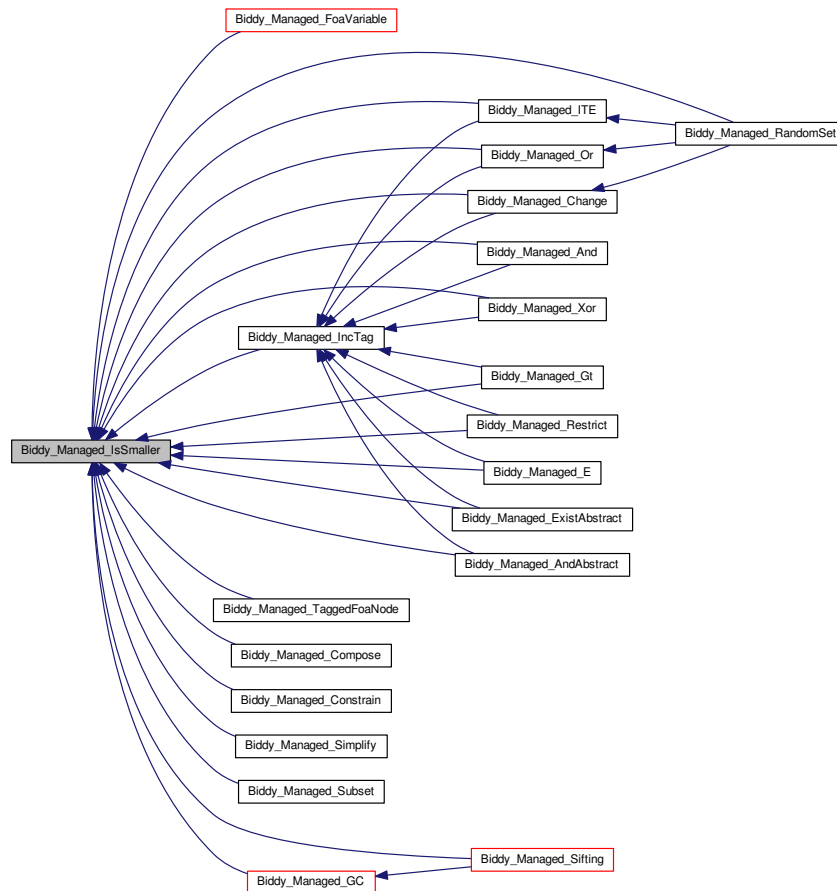 Biddy_Managed_FoaVariable
Biddy_Managed_ITE
Biddy_Managed_RandomSet
Biddy_Managed_Or
Biddy_Managed_Change
Biddy_Managed_And
Biddy_Managed_Xor
Biddy_Managed_IncTag
Biddy_Managed_Gt
Biddy_Managed_Restrict
Biddy_Managed_IsSmaller
Biddy_Managed_E
Biddy_Managed_ExistAbstract
Biddy_Managed_AndAbstract
Biddy_Managed_TaggedFoaNode
Biddy_Managed_Compose
Biddy_Managed_Constrain
Biddy_Managed_Simplify
Biddy_Managed_Subset
Biddy_Managed_Sifting
Biddy_Managed_GC